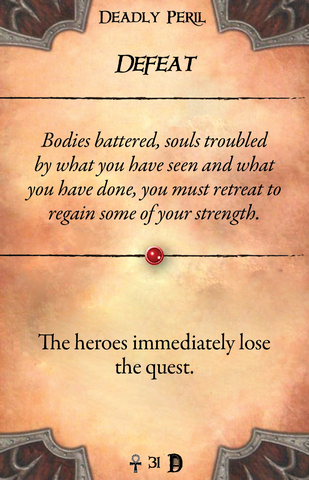 Deadly Peril
Defeat
Bodies battered, souls troubled
by what you have seen and what
you have done, you must retreat to
regain some of your strength.
The heroes immediately lose
the quest.
31 D